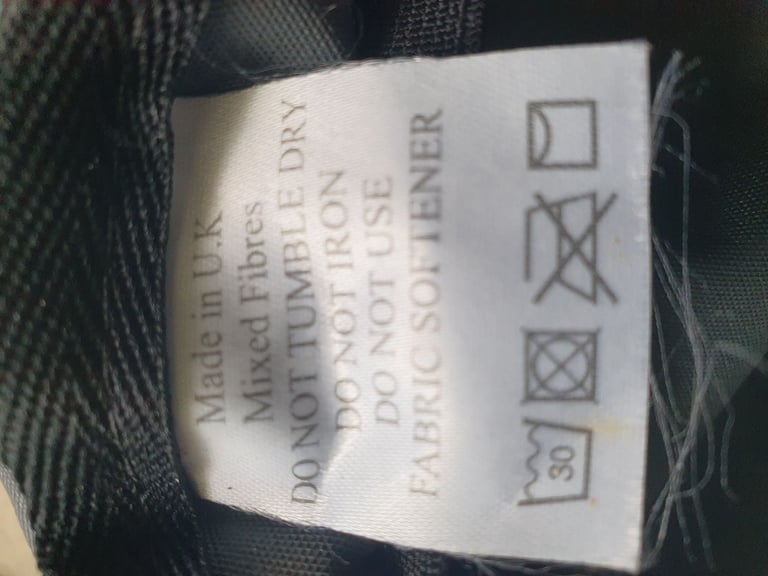 Made in U.K
Mixed Fibres
DO NOT TUMBLE DRY
DO NOT IRON
DO NOT USE
FABRIC SOFTENER
30